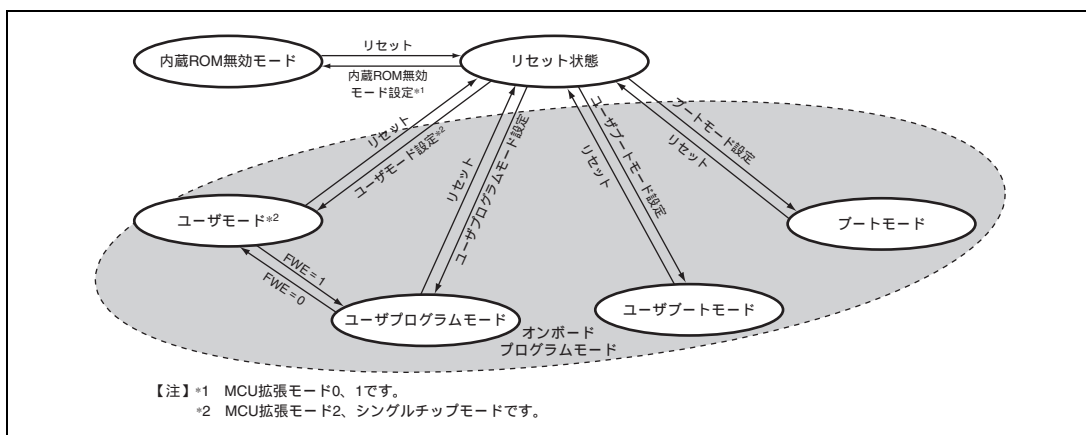 内蔵ROM無効モード
リセット
リセット状態
内蔵ROM無効
モード設定*1
リセット
ユーザモード設定*2
リセット
ユーザプログラムモード設定
ユーザブートモード設定
リセット
ブートモード設定
リセット
ユーザモード*2
ブートモード
FWE=1
FWE=0
ユーザプログラムモード
ユーザブートモード
オンボード
プログラムモード
【注】*1 MCU拡張モード0、1です。
*2 MCU拡張モード2、シングルチップモードです。